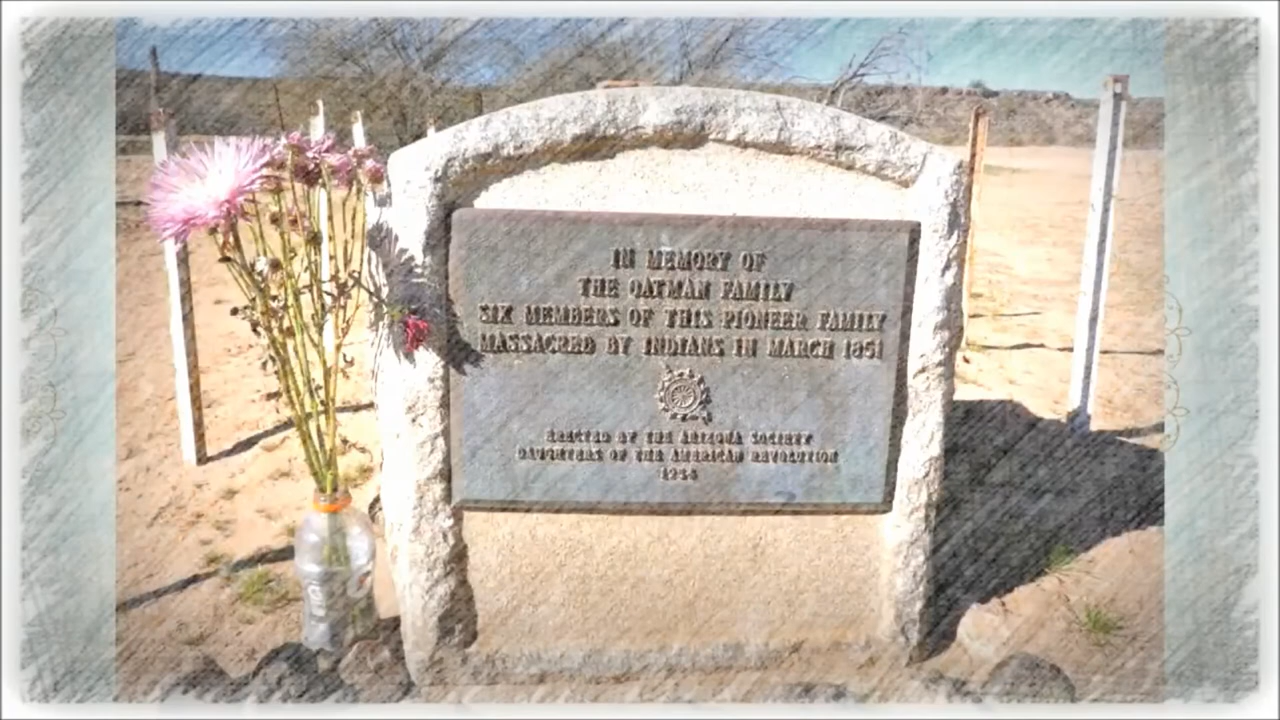 IN MEMORY OF
THE OATMAN FAMILY
SIX MEMBERS OF THIS PIONEER FAMILY
MASSACRED BY INDIANS IN MARCH 1851
ERECTED BY THE ARIZONA SOCIETY
DAUGHTERS OF THE AMERICAN REVOLUTION